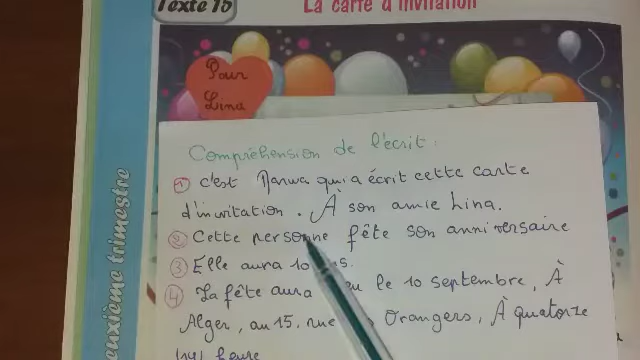 Texte 15
La carte d'invitation
Pour
Lina
Compréhension de l'écrit :
① c'est Marwa qui a écrit cette carte
d'invitation. À son amie Lina.
② Cette personne fête son anniversaire
③ Elle aura 10
④ La fête aura le 10 septembre, À
Alger, au 15, rue Orangers, À quatorze
(14) heure
deuxième trimestre